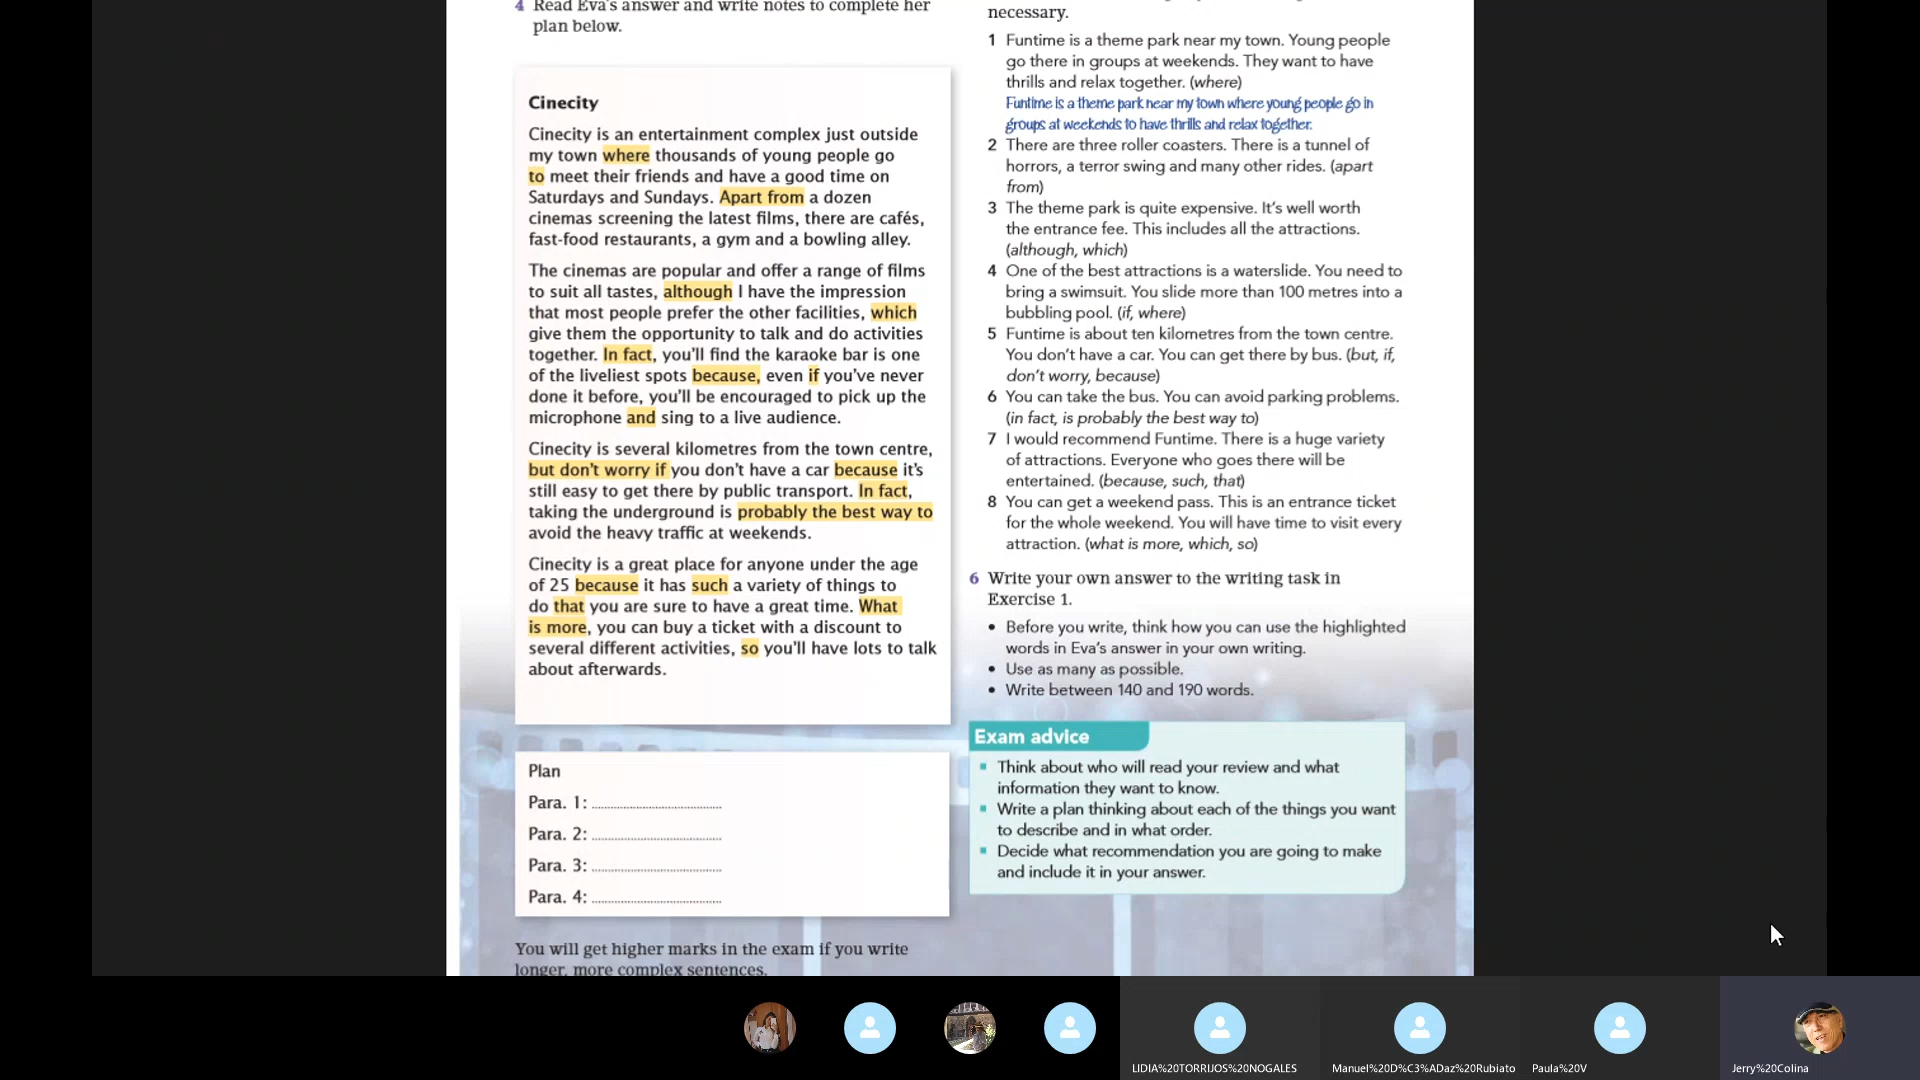 4 Read Eva's answer and write notes to complete her
plan below.
Cinecity
Cinecity is an entertainment complex just outside
my town where thousands of young people go
to meet their friends and have a good time on
Saturdays and Sundays. Apart from a dozen
cinemas screening the latest films, there are cafés,
fast-food restaurants, a gym and a bowling alley.
The cinemas are popular and offer a range of films
to suit all tastes, although I have the impression
that most people prefer the other facilities, which
give them the opportunity to talk and do activities
together. In fact, you'll find the karaoke bar is one
of the liveliest spots because, even if you've never
done it before, you'll be encouraged to pick up the
microphone and sing to a live audience.
Cinecity is several kilometres from the town centre,
but don't worry if you don't have a car because it's
still easy to get there by public transport. In fact,
taking the underground is probably the best way to
avoid the heavy traffic at weekends.
Cinecity is a great place for anyone under the age
of 25 because it has such a variety of things to
do that you are sure to have a great time. What
is more, you can buy a ticket with a discount to
several different activities, so you'll have lots to talk
about afterwards.
Plan
Para. 1:
Para. 2:
Para. 3:
Para. 4:
You will get higher marks in the exam if you write
longer, more complex sentences.
necessary.
1 Funtime is a theme park near my town. Young people
go there in groups at weekends. They want to have
thrills and relax together. (where)
Funtime is a theme park near my town where young people go in
groups at weekends to have thrills and relax together.
2 There are three roller coasters. There is a tunnel of
horrors, a terror swing and many other rides. (apart
from)
3 The theme park is quite expensive. It's well worth
the entrance fee. This includes all the attractions.
(although, which)
4 One of the best attractions is a waterslide. You need to
bring a swimsuit. You slide more than 100 metres into a
bubbling pool. (if, where)
5 Funtime is about ten kilometres from the town centre.
You don't have a car. You can get there by bus. (but, if,
don't worry, because)
6 You can take the bus. You can avoid parking problems.
(in fact, is probably the best way to)
7 I would recommend Funtime. There is a huge variety
of attractions. Everyone who goes there will be
entertained. (because, such, that)
8 You can get a weekend pass. This is an entrance ticket
for the whole weekend. You will have time to visit every
attraction. (what is more, which, so)
6 Write your own answer to the writing task in
Exercise 1.
• Before you write, think how you can use the highlighted
words in Eva's answer in your own writing.
• Use as many as possible.
• Write between 140 and 190 words.
Exam advice
Think about who will read your review and what
information they want to know.
Write a plan thinking about each of the things you want
to describe and in what order.
Decide what recommendation you are going to make
and include it in your answer.
LIDIA%20TORRIJOS%20NOGALES
Manuel%20D%C3%ADaz%20Rubiato
Paula%20V
Jerry%20Colina